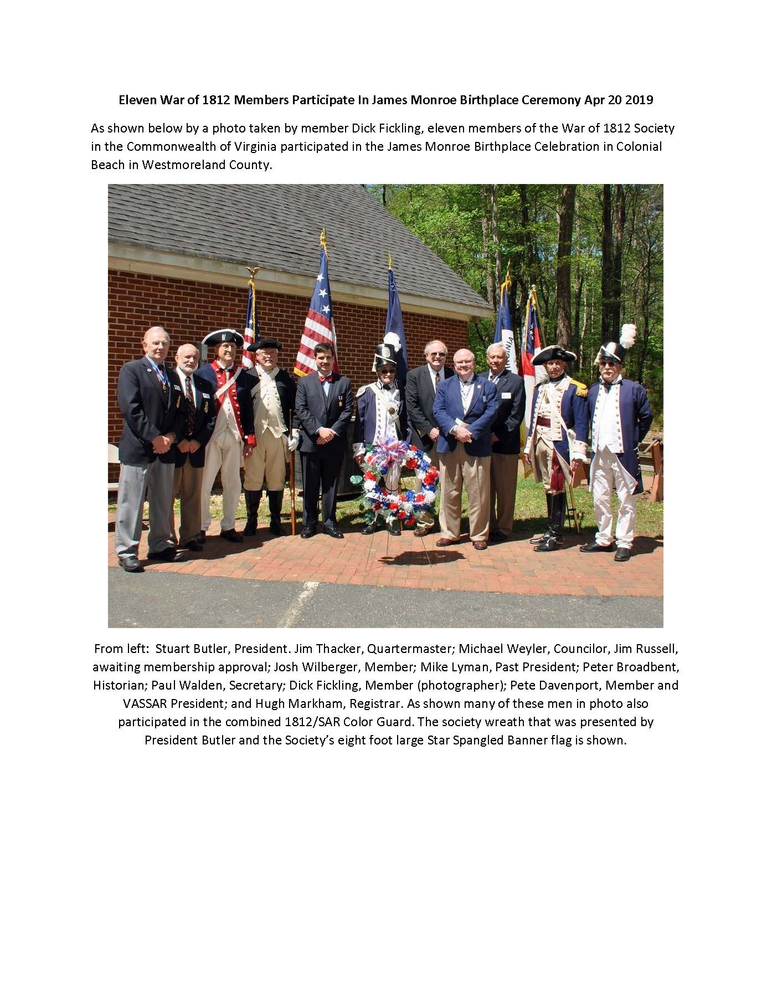 Eleven War of 1812 Members Participate In James Monroe Birthplace Ceremony Apr 20 2019
As shown below by a photo taken by member Dick Fickling, eleven members of the War of 1812 Society
in the Commonwealth of Virginia participated in the James Monroe Birthplace Celebration in Colonial
Beach in Westmoreland County.
VAWAR
From left:  Stuart Butler, President. Jim Thacker, Quartermaster; Michael Weyler, Councilor, Jim Russell,
awaiting membership approval; Josh Wilberger, Member; Mike Lyman, Past President; Peter Broadbent,
Historian; Paul Walden, Secretary; Dick Fickling, Member (photographer); Pete Davenport, Member and
VASSAR President; and Hugh Markham, Registrar. As shown many of these men in photo also
participated in the combined 1812/SAR Color Guard. The society wreath that was presented by
President Butler and the Society’s eight foot large Star Spangled Banner flag is shown.